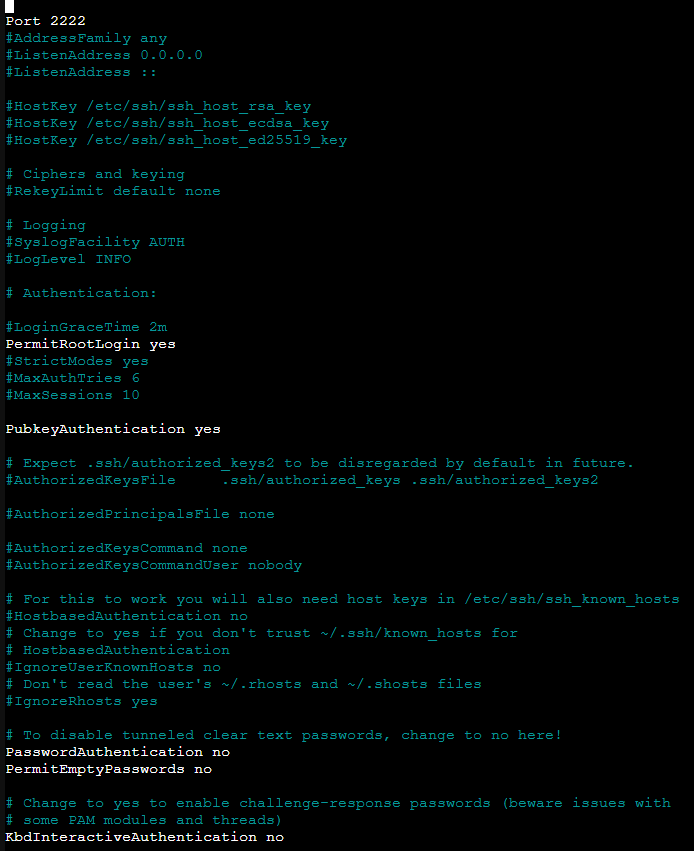 Port 2222
#AddressFamily any
#ListenAddress 0.0.0.0
#ListenAddress ::
#HostKey /etc/ssh/ssh_host_rsa_key
#HostKey /etc/ssh/ssh_host_ecdsa_key
#HostKey /etc/ssh/ssh_host_ed25519_key
# Ciphers and keying
#RekeyLimit default none
# Logging
#SyslogFacility AUTH
#LogLevel INFO
# Authentication:
#LoginGraceTime 2m
PermitRootLogin yes
#StrictModes yes
#MaxAuthTries 6
#MaxSessions 10
PubkeyAuthentication yes
# Expect .ssh/authorized_keys2 to be disregarded by default in future.
#AuthorizedKeysFile     .ssh/authorized_keys .ssh/authorized_keys2
#AuthorizedPrincipalsFile none
#AuthorizedKeysCommand none
#AuthorizedKeysCommandUser nobody
# For this to work you will also need host keys in /etc/ssh/ssh_known_hosts
#HostbasedAuthentication no
# Change to yes if you don't trust ~/.ssh/known_hosts for
# HostbasedAuthentication
#IgnoreUserKnownHosts no
# Don't read the user's ~/.rhosts and ~/.shosts files
#IgnoreRhosts yes
# To disable tunneled clear text passwords, change to no here!
PasswordAuthentication no
PermitEmptyPasswords no
# Change to yes to enable challenge-response passwords (beware issues with
# some PAM modules and threads)
KbdInteractiveAuthentication no